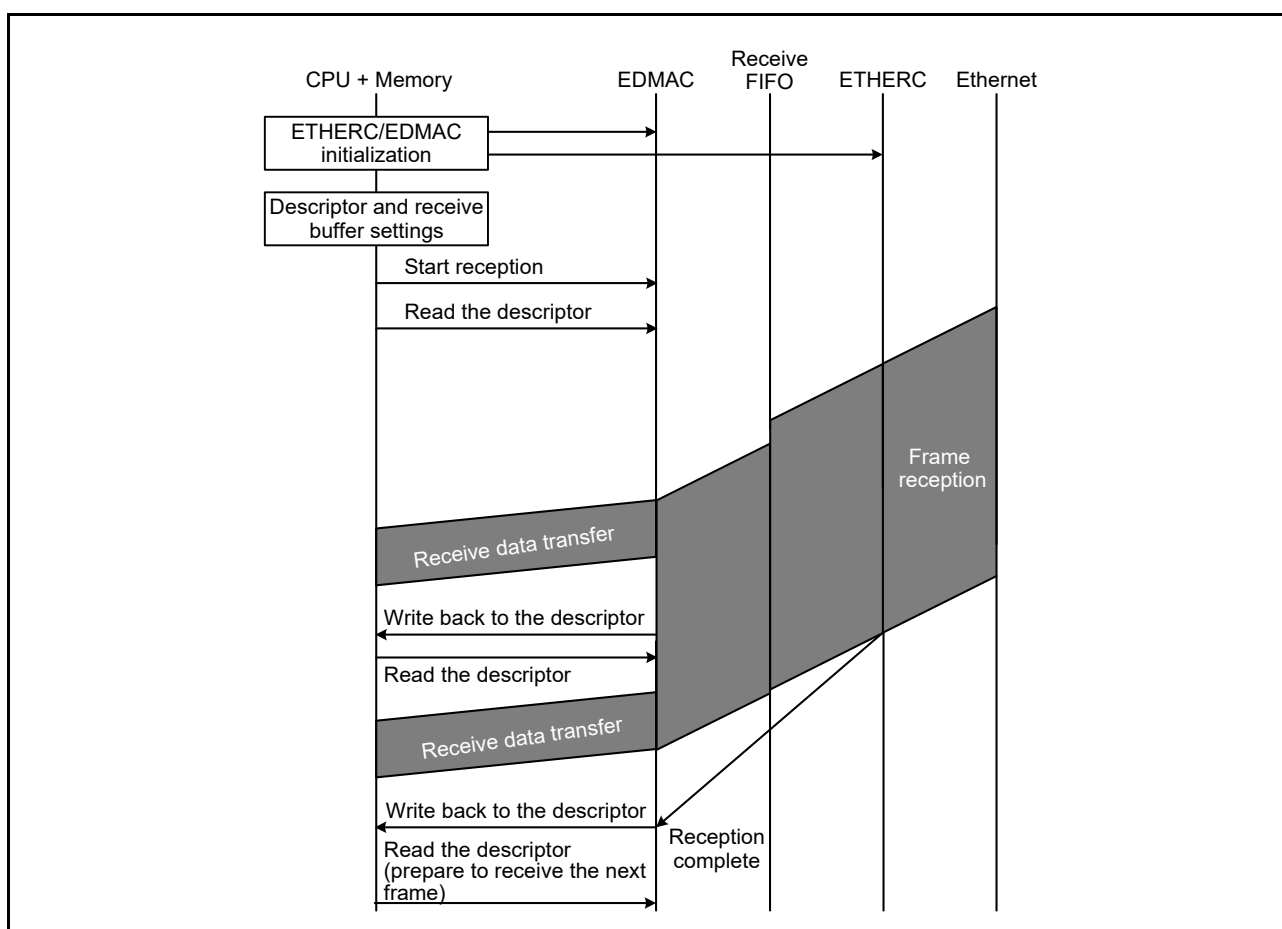 CPU + Memory
EDMAC
Receive
FIFO
ETHERC
Ethernet
ETHERC/EDMAC
initialization
Descriptor and receive
buffer settings
Start reception
Read the descriptor
Frame
reception
Receive data transfer
Write back to the descriptor
Read the descriptor
Receive data transfer
Write back to the descriptor
Reception
complete
Read the descriptor
(prepare to receive the next
frame)